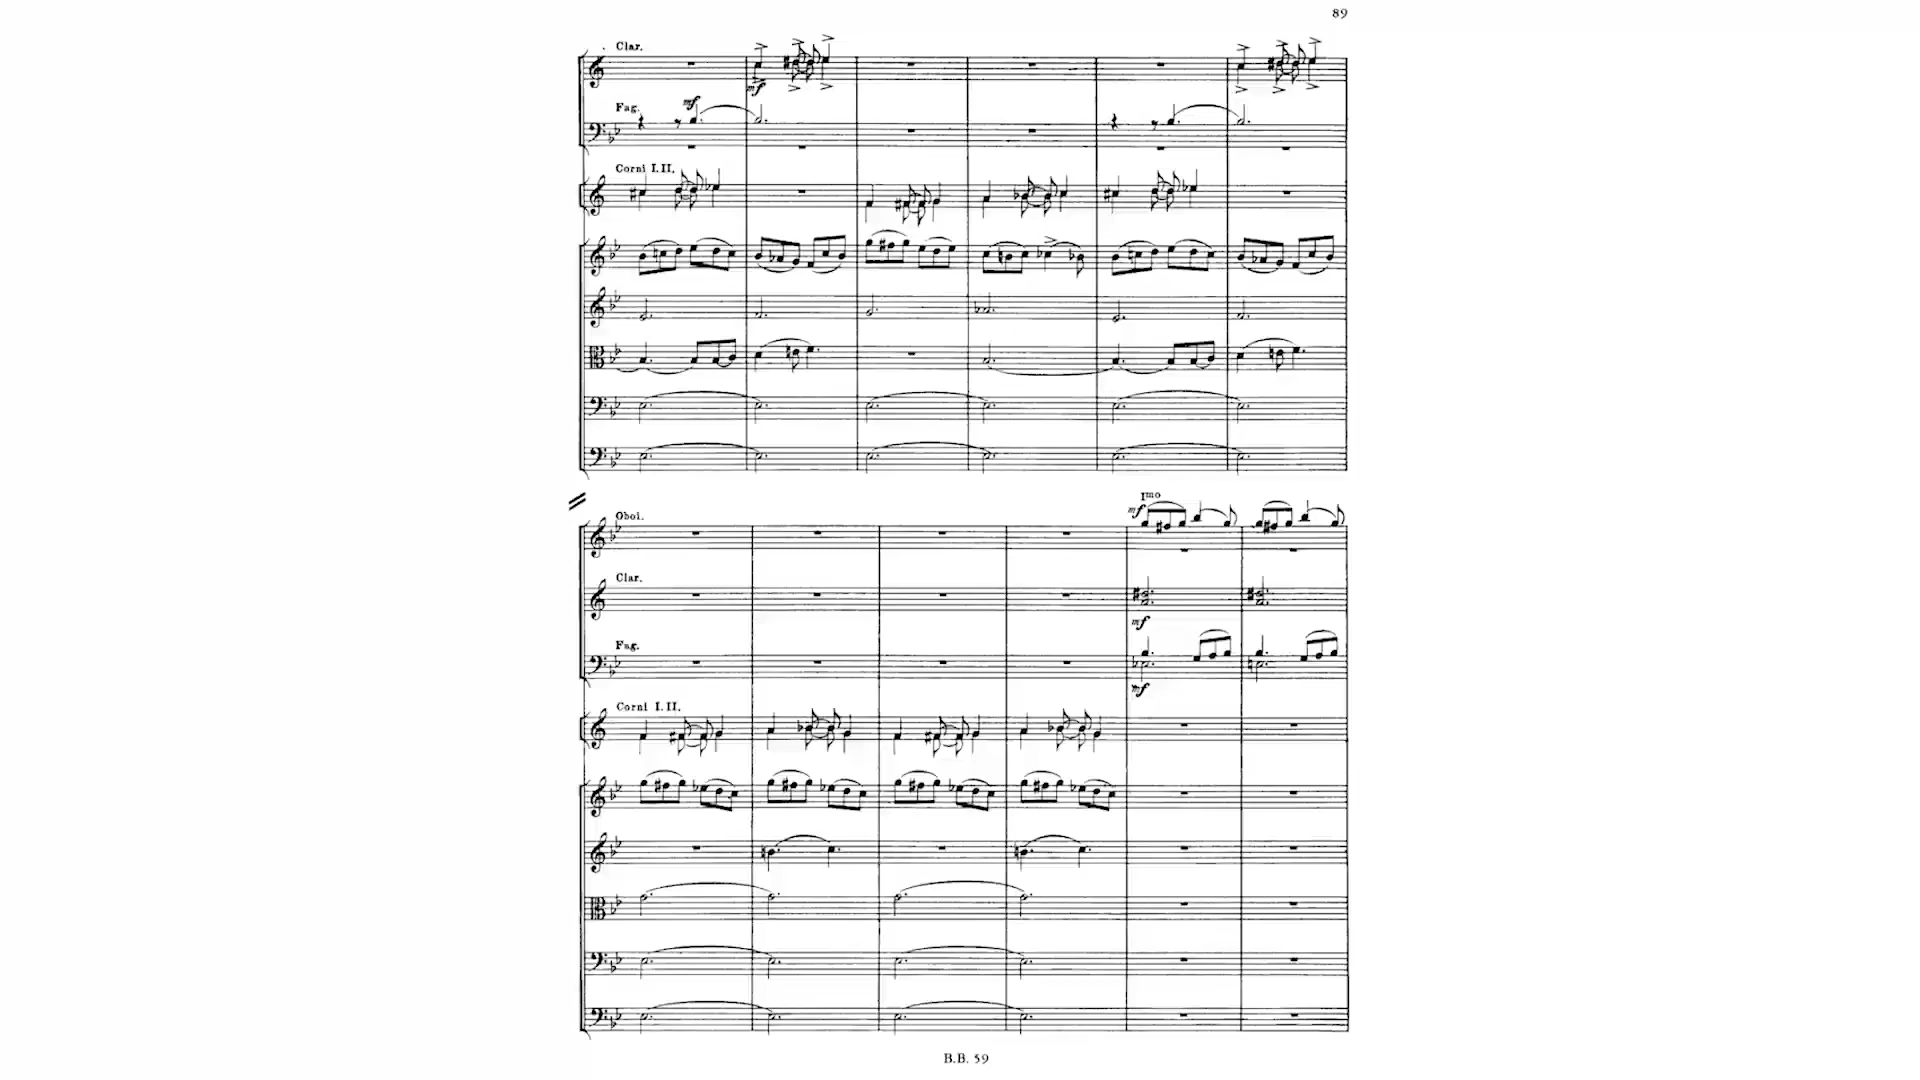 89
Clar.
mf
mf
Fag.
Corni I.II.
Imo
mf
Oboi.
Clar.
mf
Fag.
mf
Corni I.II.
B.B. 59